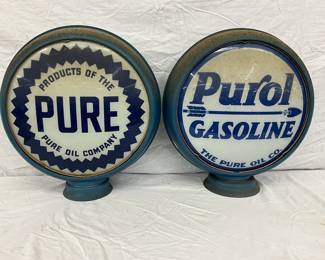 PRODUCTS OF THE
PURE
PURE OIL COMPANY
Purol
GASOLINE
THE PURE OIL CO.